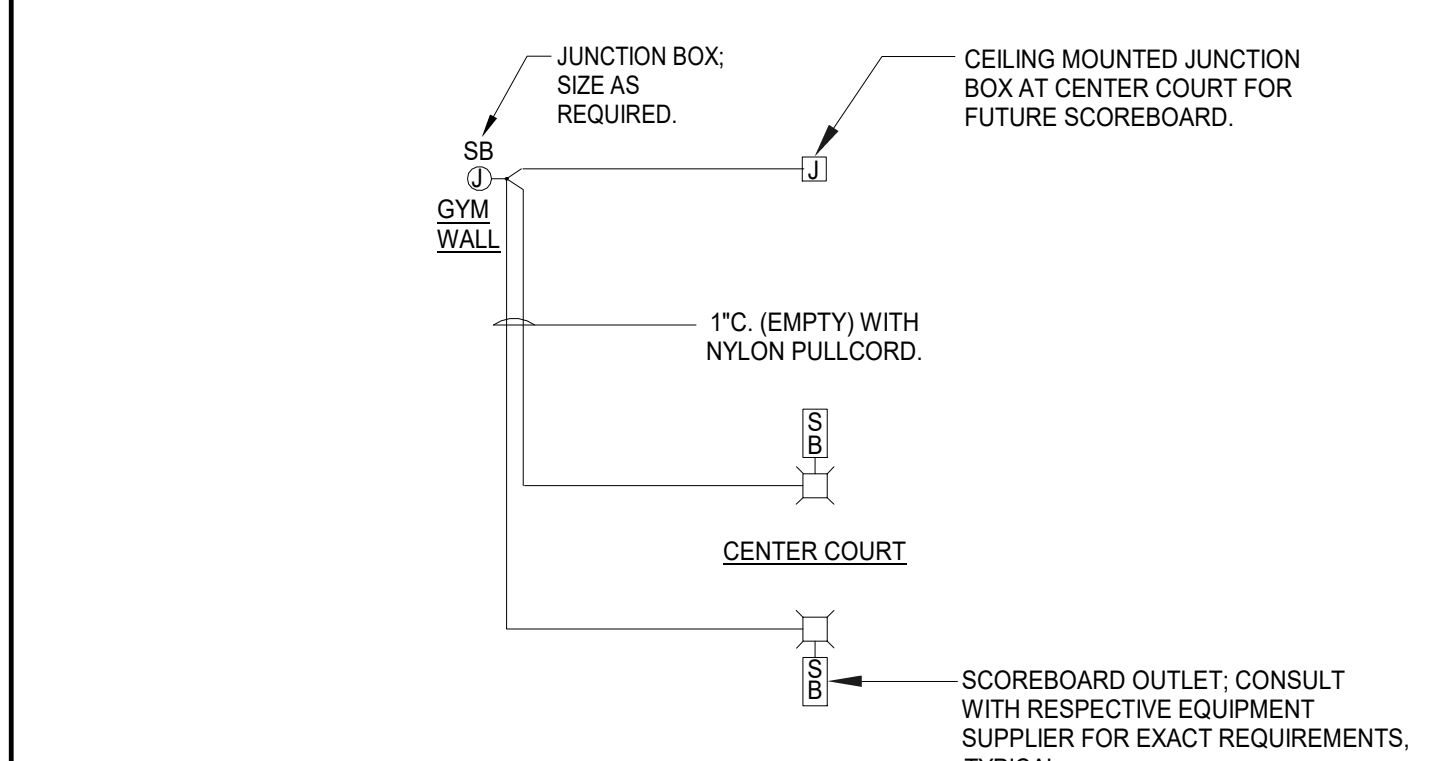 JUNCTION BOX;
SIZE AS
REQUIRED.
CEILING MOUNTED JUNCTION
BOX AT CENTER COURT FOR
FUTURE SCOREBOARD.
SB
J
J
GYM
WALL
1"C. (EMPTY) WITH
NYLON PULLCORD.
S
B
CENTER COURT
S
B
SCOREBOARD OUTLET; CONSULT
WITH RESPECTIVE EQUIPMENT
SUPPLIER FOR EXACT REQUIREMENTS,